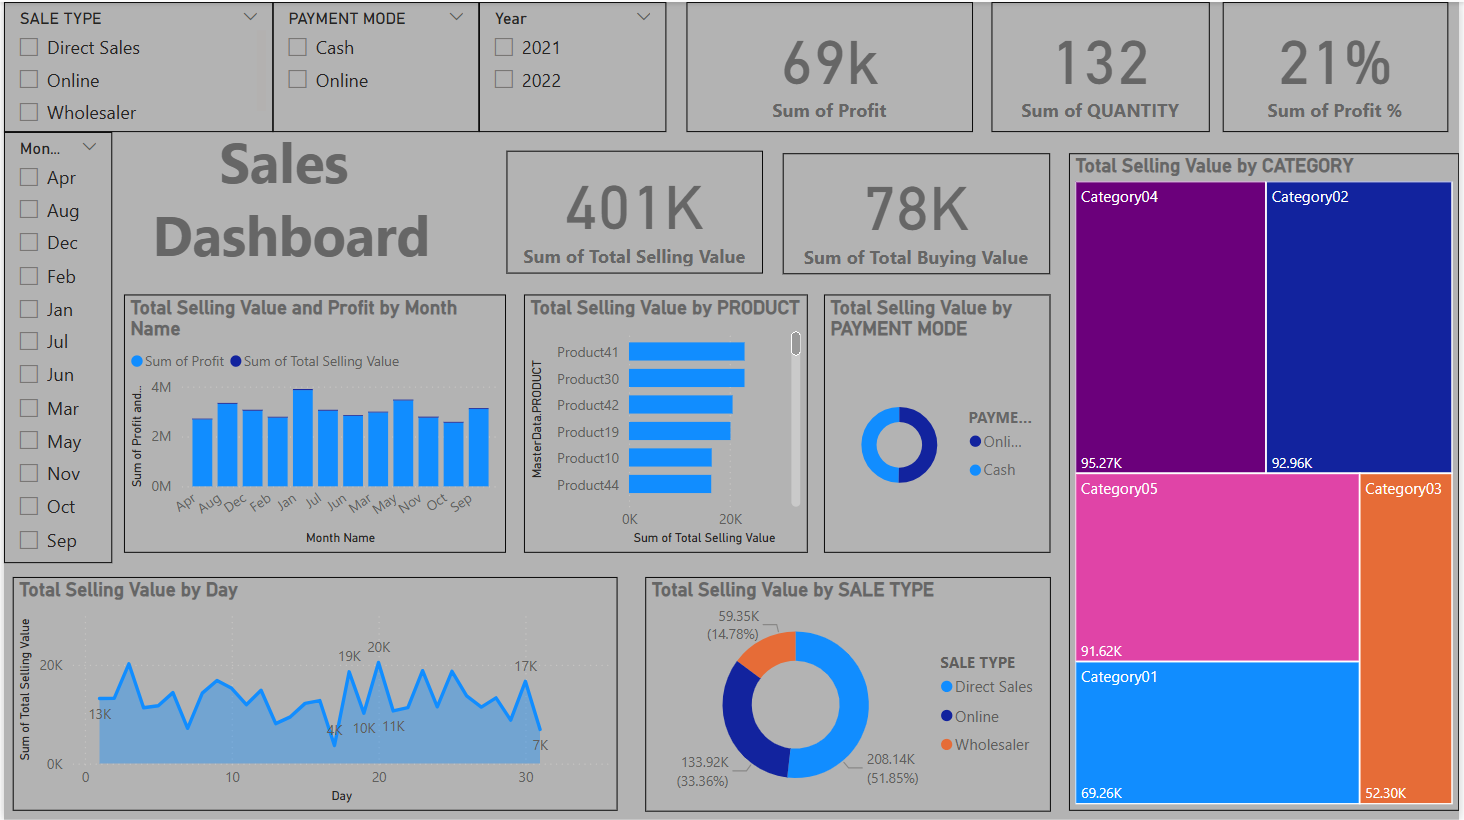 SALE TYPE
Direct Sales
Online
Wholesaler
PAYMENT MODE
Cash
Online
Year
2021
2022
69k
Sum of Profit
132
Sum of QUANTITY
21%
Sum of Profit %
Mon...
Apr
Aug
Dec
Feb
Jan
Jul
Jun
Mar
May
Nov
Oct
Sep
Sales
Dashboard
401K
Sum of Total Selling Value
78K
Sum of Total Buying Value
Total Selling Value by CATEGORY
Category04
95.27K
Category02
92.96K
Category05
91.62K
Category03
52.30K
Category01
69.26K
Total Selling Value and Profit by Month
Name
Sum of Profit Sum of Total Selling Value
Sum of Profit and...
4M
2M
0M
Apr Aug Dec Feb Jan Jul Jun Mar May Nov Oct Sep
Month Name
Total Selling Value by PRODUCT
MasterData.PRODUCT
Product41
Product30
Product42
Product19
Product10
Product44
0K 20K
Sum of Total Selling Value
Total Selling Value by
PAYMENT MODE
PAYME...
Onli...
Cash
Total Selling Value by Day
Sum of Total Selling Value
20K
0K
13K
4K
19K
10K
20K
11K
17K
7K
0 10 20 30
Day
Total Selling Value by SALE TYPE
59.35K
(14.78%)
133.92K
(33.36%)
208.14K
(51.85%)
SALE TYPE
Direct Sales
Online
Wholesaler